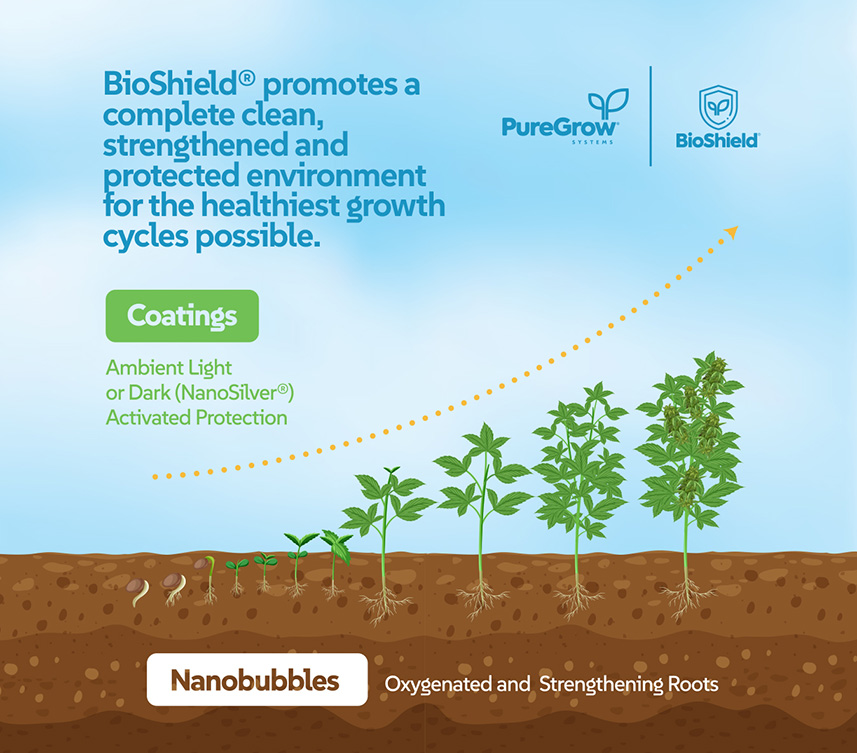 BioShield® promotes a
complete clean,
strengthened and
protected environment
for the healthiest growth
cycles possible.
PureGrow®
SYSTEMS
BioShield®
Coatings
Ambient Light
or Dark (NanoSilver®)
Activated Protection
Nanobubbles
Oxygenated and Strengthening Roots